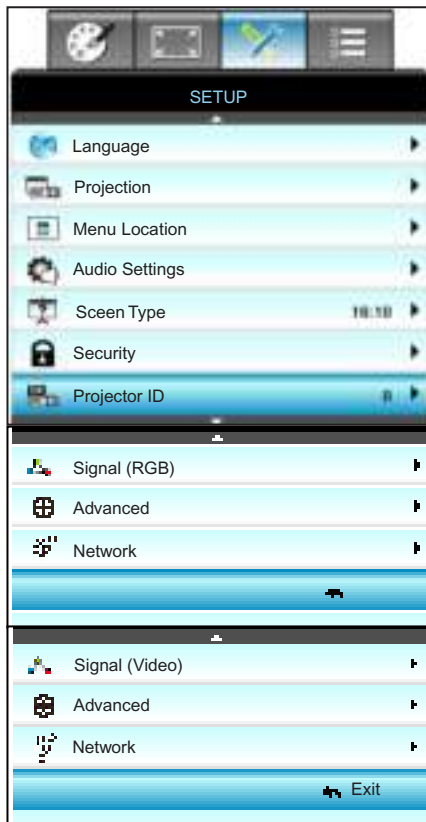 SETUP
Language
Projection
Menu Location
Audio Settings
Sceen Type 16:10
Security
Projector ID
Signal (RGB)
Advanced
Network
Signal (Video)
Advanced
Network
Exit